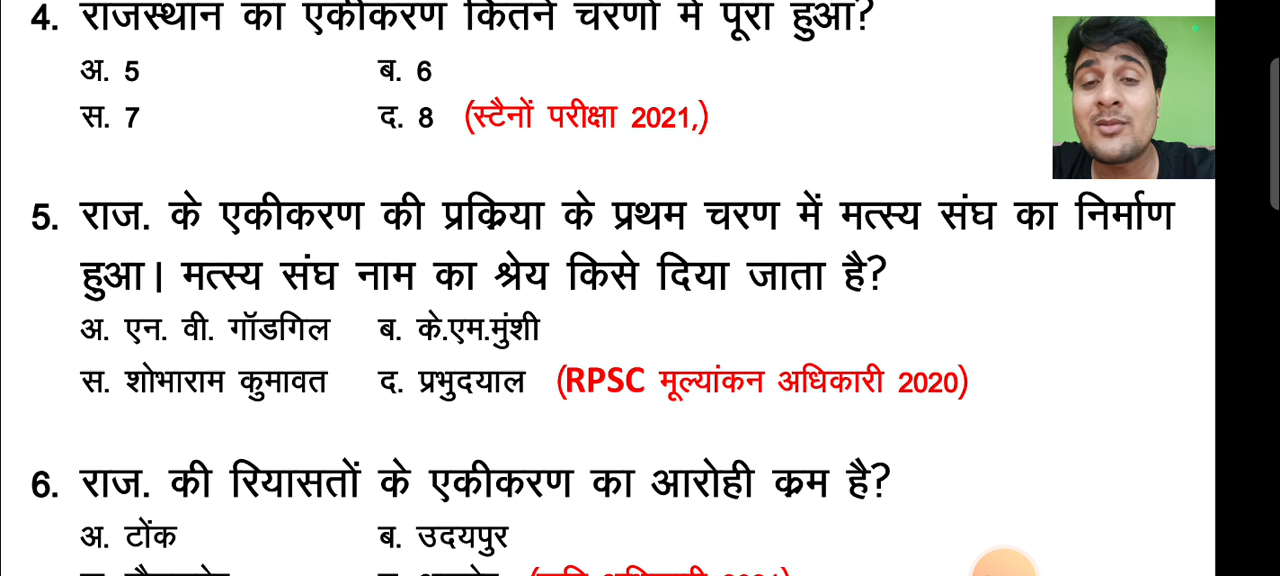 4. राजस्थान का एकीकरण कितने चरणों में पूरा हुआ?
अ. 5 ब. 6
स. 7 द. 8 (स्टैनों परीक्षा 2021,)
5. राज. के एकीकरण की प्रक्रिया के प्रथम चरण में मत्स्य संघ का निर्माण
हुआ। मत्स्य संघ नाम का श्रेय किसे दिया जाता है?
अ. एन. वी. गॉडगिल ब. के.एम.मुंशी
स. शोभाराम कुमावत द. प्रभुदयाल (RPSC मूल्यांकन अधिकारी 2020)
6. राज. की रियासतों के एकीकरण का आरोही क्रम है?
अ. टोंक ब. उदयपुर